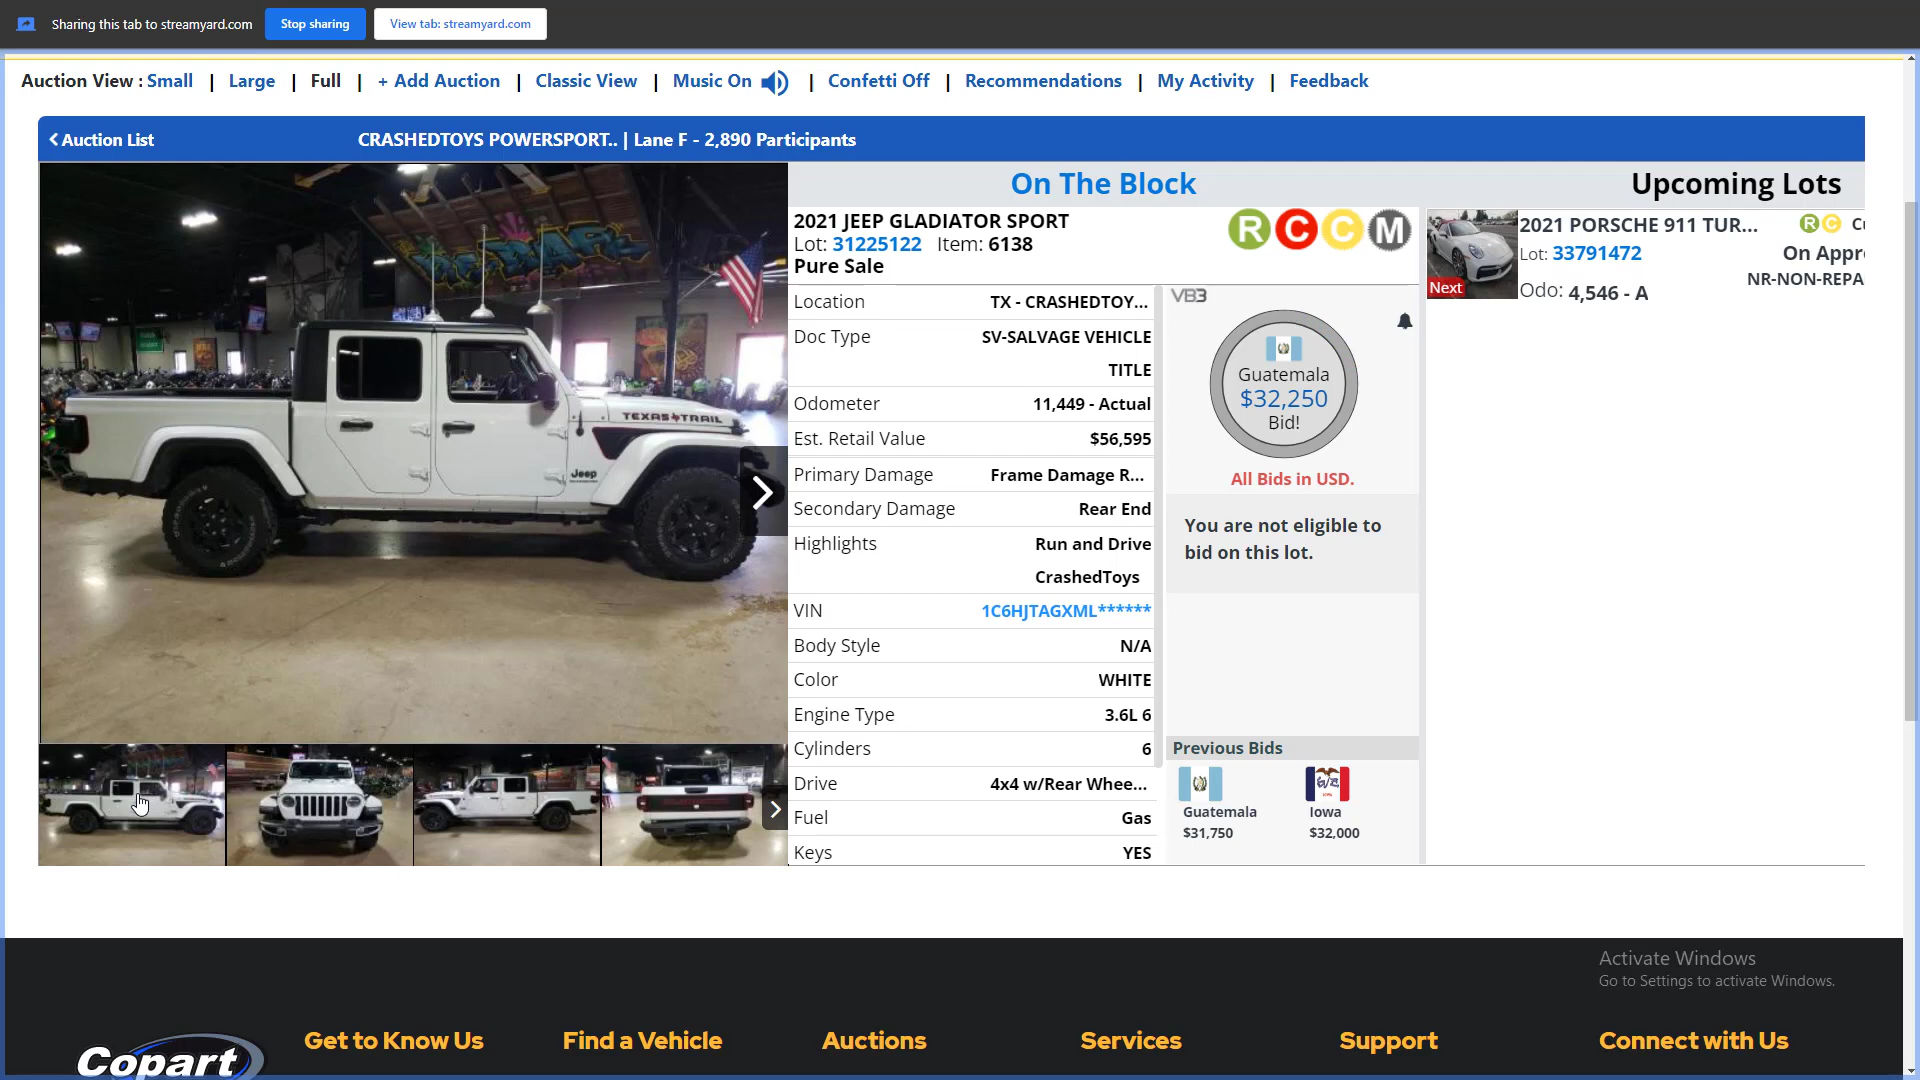 Sharing this tab to streamyard.com Stop sharing View tab: streamyard.com
Auction View : Small | Large | Full | + Add Auction | Classic View | Music On | Confetti Off | Recommendations | My Activity | Feedback
Auction List CRASHEDTOYS POWERSPORT.. | Lane F - 2,890 Participants
On The Block
Upcoming Lots
2021 JEEP GLADIATOR SPORT
Lot: 31225122 Item: 6138
Pure Sale
R C C M
Location TX - CRASHEDTOY...
Doc Type SV-SALVAGE VEHICLE
TITLE
Odometer 11,449 - Actual
Est. Retail Value $56,595
Primary Damage Frame Damage R...
Secondary Damage Rear End
Highlights Run and Drive
CrashedToys
VIN 1C6HJTAGXML******
Body Style N/A
Color WHITE
Engine Type 3.6L 6
Cylinders 6
Drive 4x4 w/Rear Whee...
Fuel Gas
Keys YES
VB3
Guatemala
$32,250
Bid!
All Bids in USD.
You are not eligible to
bid on this lot.
Previous Bids
Guatemala
$31,750
Iowa
$32,000
2021 PORSCHE 911 TUR... R C Cu
Lot: 33791472 On Appr
NR-NON-REPA
Odo: 4,546 - A
Next
TEXAS TRAIL
Jeep
Activate Windows
Go to Settings to activate Windows.
Copart
Get to Know Us
Find a Vehicle
Auctions
Services
Support
Connect with Us